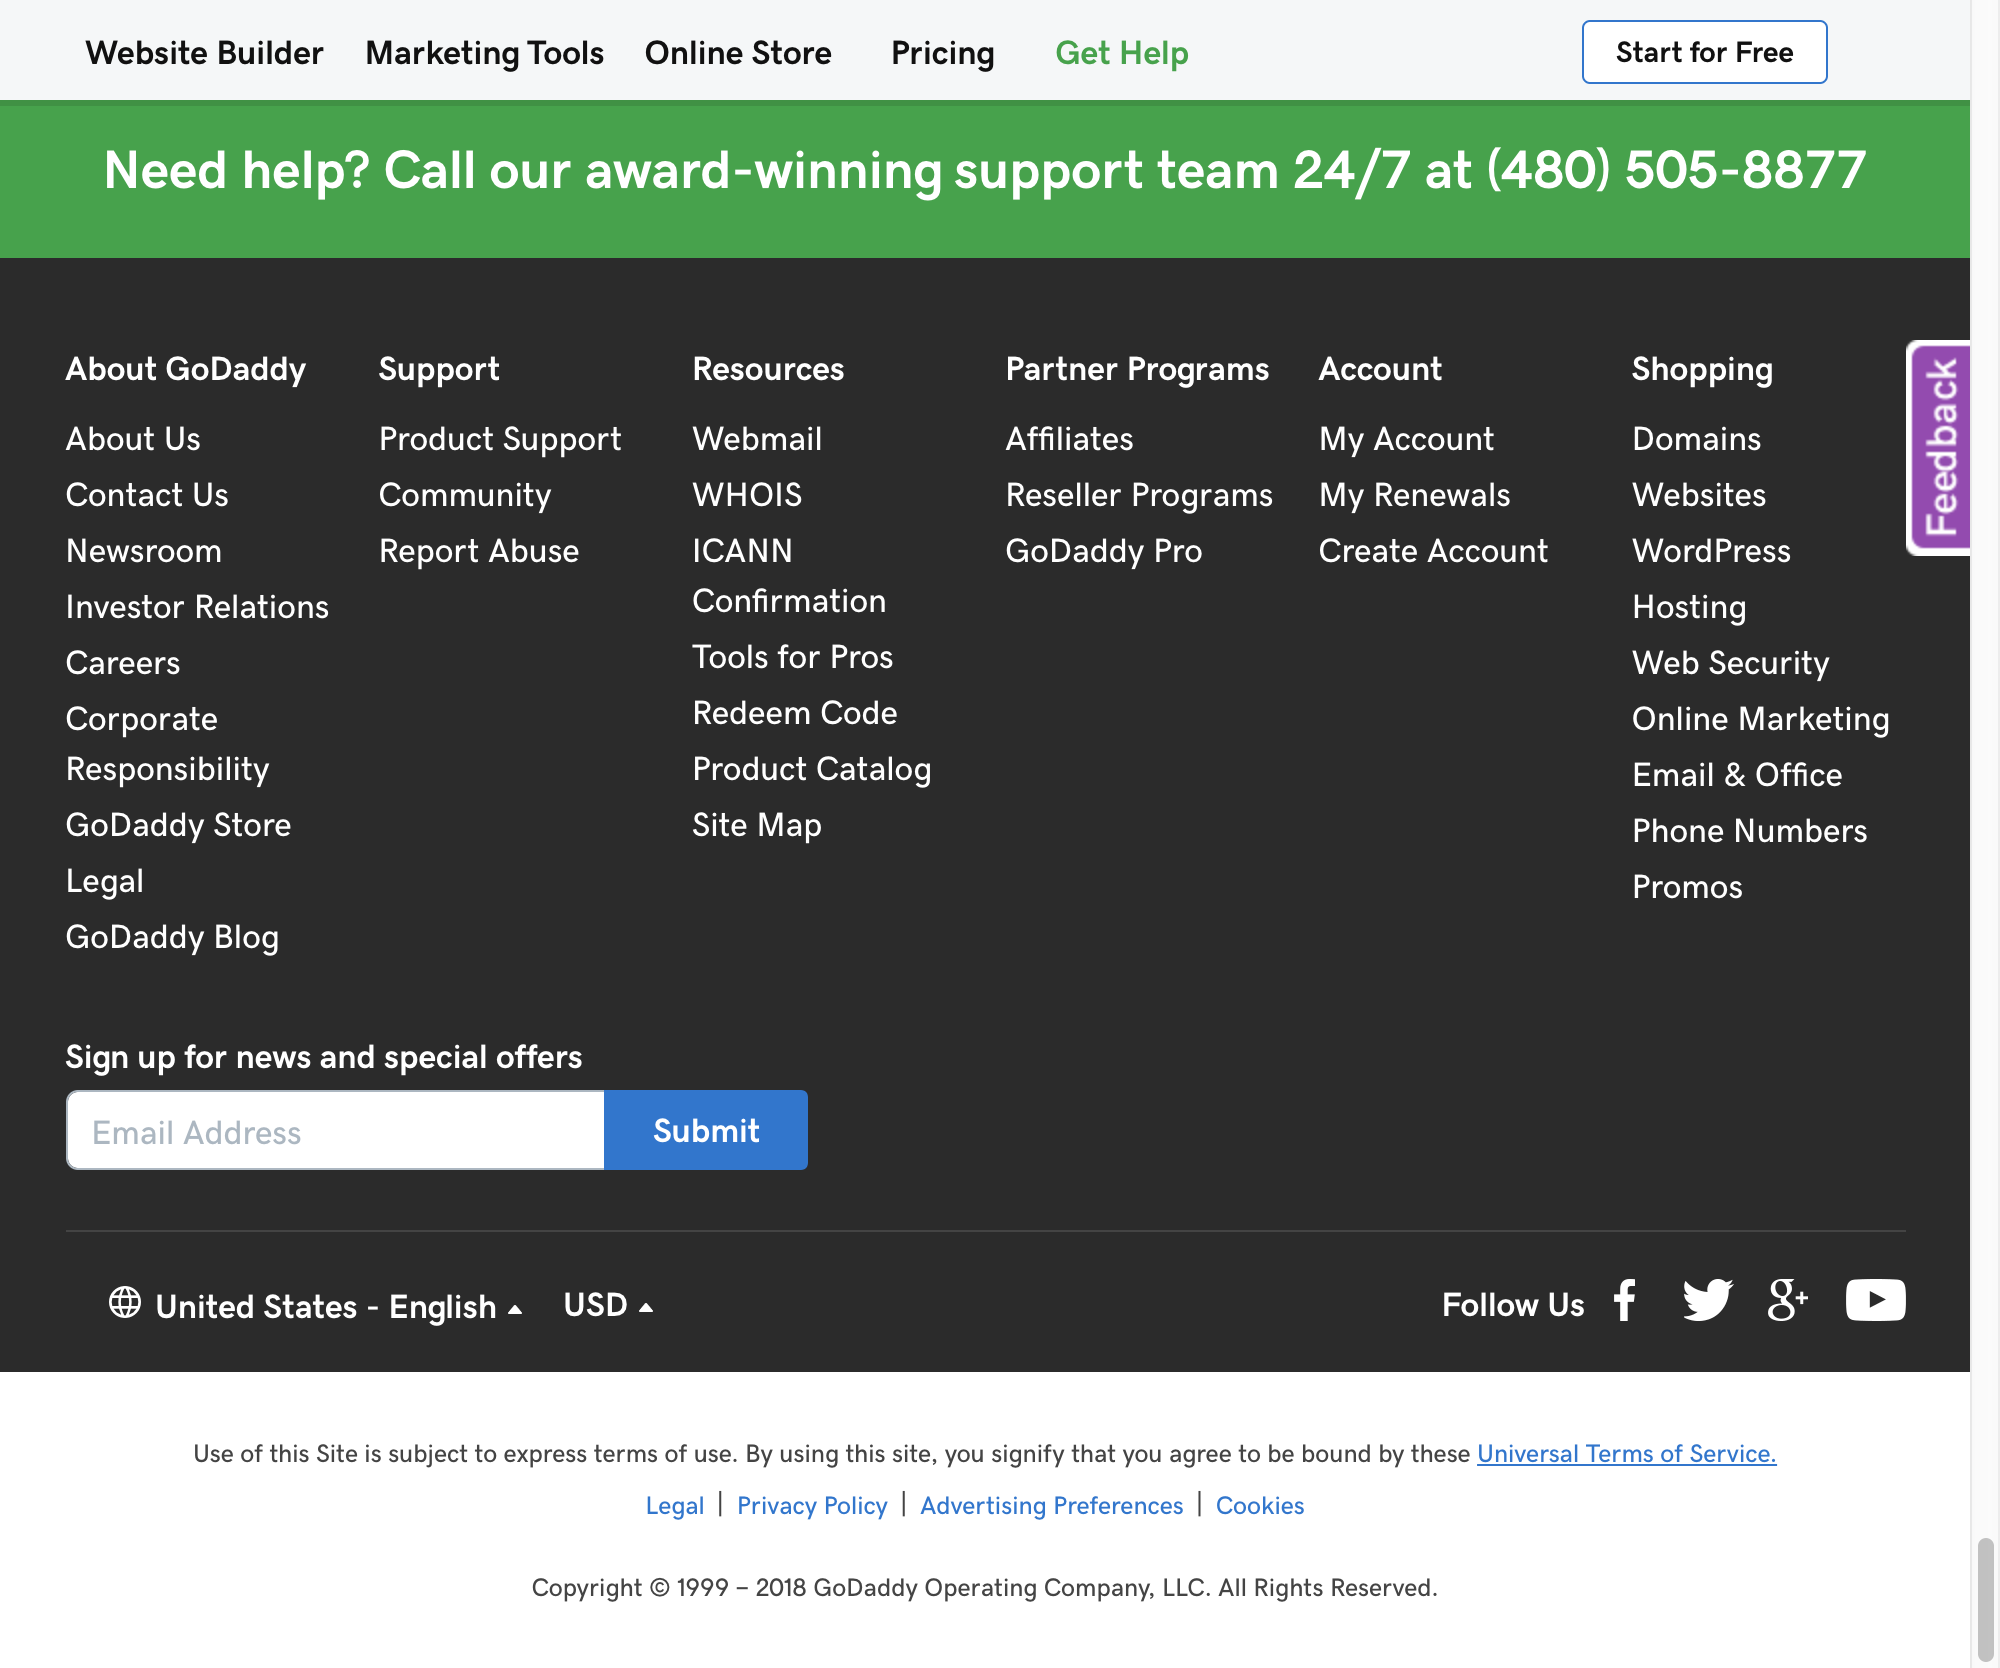 Website Builder
Marketing Tools
Online Store
Pricing
Get Help
Start for Free
Need help? Call our award-winning support team 24/7 at (480) 505-8877
About GoDaddy
About Us
Contact Us
Newsroom
Investor Relations
Careers
Corporate
Responsibility
GoDaddy Store
Legal
GoDaddy Blog
Support
Product Support
Community
Report Abuse
Resources
Webmail
WHOIS
ICANN
Confirmation
Tools for Pros
Redeem Code
Product Catalog
Site Map
Partner Programs
Affiliates
Reseller Programs
GoDaddy Pro
Account
My Account
My Renewals
Create Account
Shopping
Domains
Websites
WordPress
Hosting
Web Security
Online Marketing
Email & Office
Phone Numbers
Promos
Feedback
Sign up for news and special offers
Email Address
Submit
United States - English
USD
Follow Us
Use of this Site is subject to express terms of use. By using this site, you signify that you agree to be bound by these Universal Terms of Service.
Legal | Privacy Policy | Advertising Preferences | Cookies
Copyright © 1999 – 2018 GoDaddy Operating Company, LLC. All Rights Reserved.